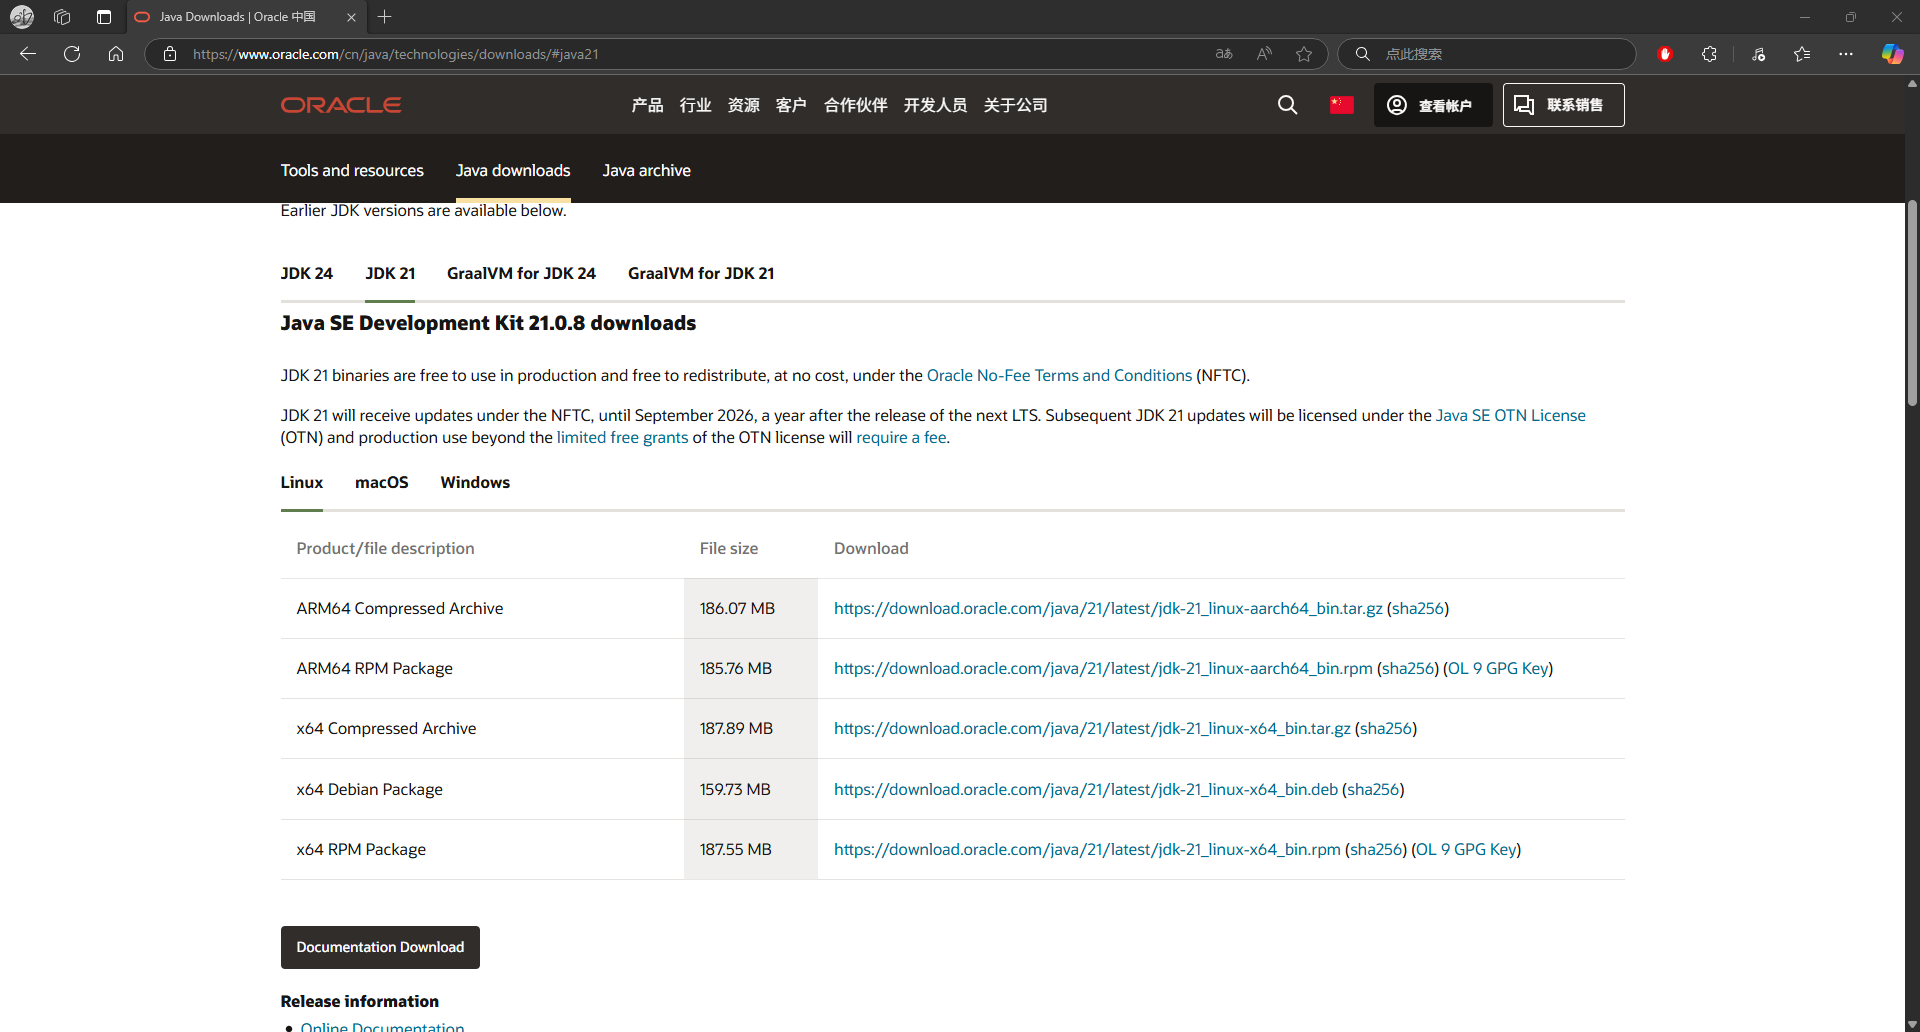 Java Downloads | Oracle 中国
https://www.oracle.com/cn/java/technologies/downloads/#java21
aあ
A
点此搜索
ORACLE
产品 行业 资源 客户 合作伙伴 开发人员 关于公司
查看帐户
联系销售
Tools and resources Java downloads Java archive
Earlier JDK versions are available below.
JDK 24 JDK 21 GraalVM for JDK 24 GraalVM for JDK 21
Java SE Development Kit 21.0.8 downloads
JDK 21 binaries are free to use in production and free to redistribute, at no cost, under the Oracle No-Fee Terms and Conditions (NFTC).
JDK 21 will receive updates under the NFTC, until September 2026, a year after the release of the next LTS. Subsequent JDK 21 updates will be licensed under the Java SE OTN License
(OTN) and production use beyond the limited free grants of the OTN license will require a fee.
Linux macOS Windows
Product/file description File size Download
ARM64 Compressed Archive 186.07 MB https://download.oracle.com/java/21/latest/jdk-21_linux-aarch64_bin.tar.gz (sha256)
ARM64 RPM Package 185.76 MB https://download.oracle.com/java/21/latest/jdk-21_linux-aarch64_bin.rpm (sha256) (OL 9 GPG Key)
x64 Compressed Archive 187.89 MB https://download.oracle.com/java/21/latest/jdk-21_linux-x64_bin.tar.gz (sha256)
x64 Debian Package 159.73 MB https://download.oracle.com/java/21/latest/jdk-21_linux-x64_bin.deb (sha256)
x64 RPM Package 187.55 MB https://download.oracle.com/java/21/latest/jdk-21_linux-x64_bin.rpm (sha256) (OL 9 GPG Key)
Documentation Download
Release information
• Online Documentation